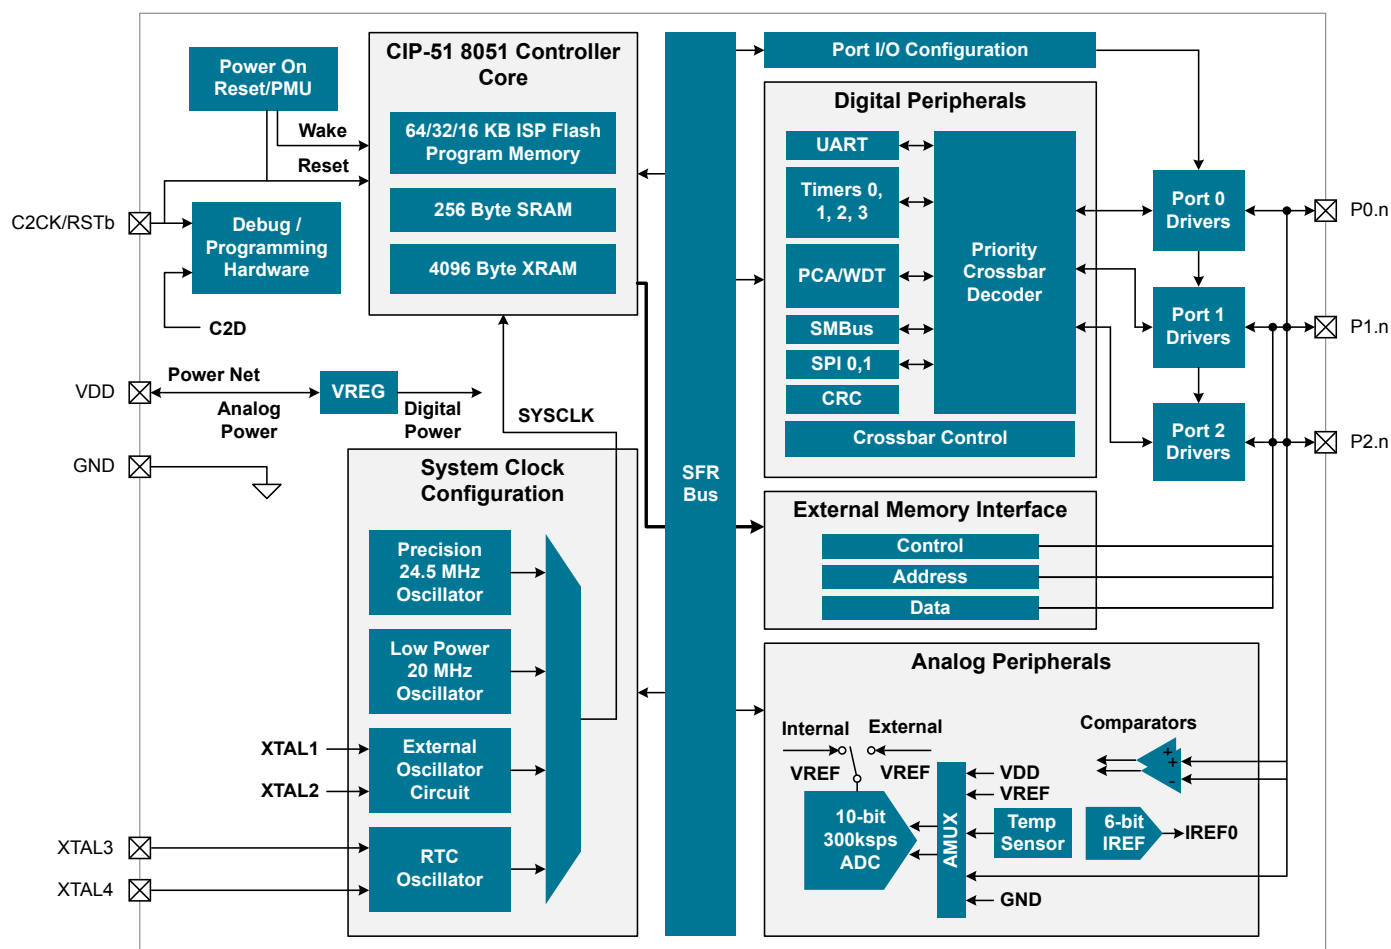 Power On
Reset/PMU
Wake
Reset
C2CK/RSTb
Debug /
Programming
Hardware
C2D
CIP-51 8051 Controller
Core
64/32/16 KB ISP Flash
Program Memory
256 Byte SRAM
4096 Byte XRAM
VDD
Power Net
Analog
Power
VREG
Digital
Power
GND
SYSCLK
System Clock
Configuration
Precision
24.5 MHz
Oscillator
Low Power
20 MHz
Oscillator
XTAL1
XTAL2
External
Oscillator
Circuit
XTAL3
XTAL4
RTC
Oscillator
SFR
Bus
Port I/O Configuration
Digital Peripherals
UART
Timers 0,
1, 2, 3
PCA/WDT
SMBus
SPI 0,1
CRC
Priority
Crossbar
Decoder
Crossbar Control
Port 0
Drivers
P0.n
Port 1
Drivers
P1.n
Port 2
Drivers
P2.n
External Memory Interface
Control
Address
Data
Analog Peripherals
Internal
VREF
External
VREF
10-bit
300ksps
ADC
AMUX
VDD
VREF
Temp
Sensor
GND
Comparators
+
+
-
6-bit
IREF
IREF0